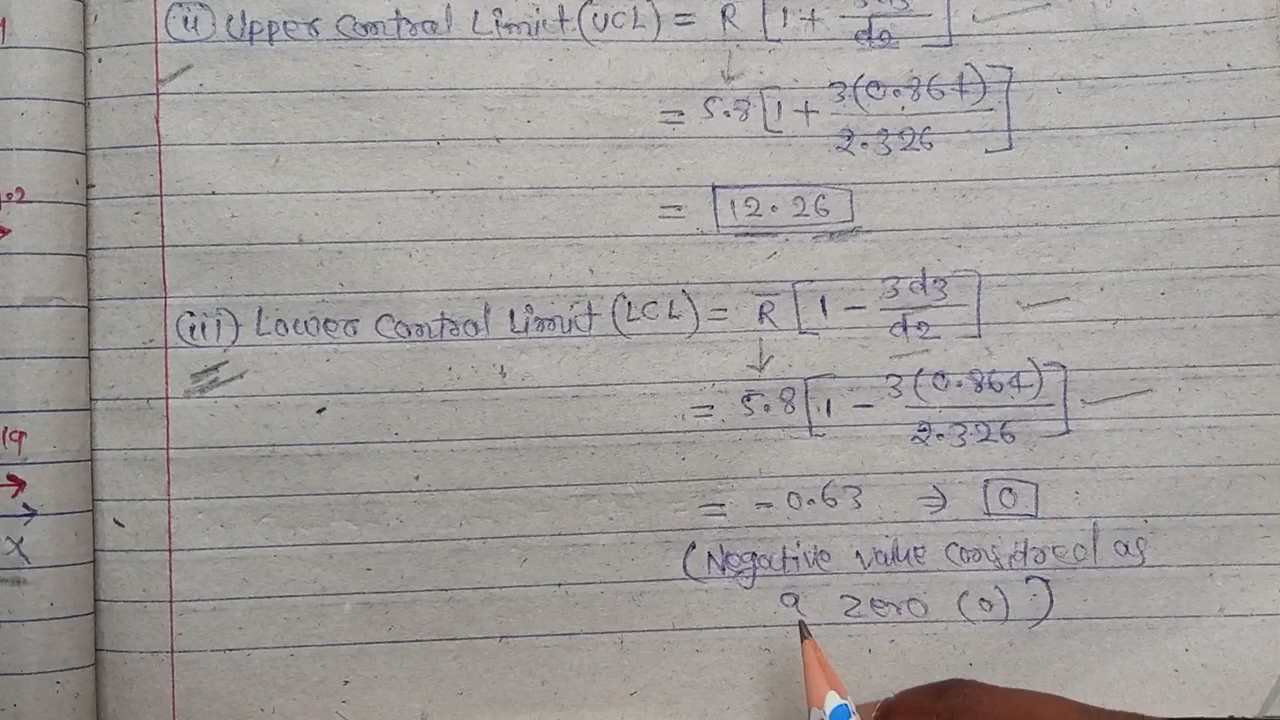 (ii) Upper Control Limit (UCL) = R [1 + 3d3 / d2]
= 5.8 [1 + 3(0.864) / 2.326]
= 12.26
(iii) Lower Control Limit (LCL) = R̄ [1 - 3d3 / d2]
= 5.8 [1 - 3(0.864) / 2.326]
= -0.63 ⇒ 0
(Negative value considred as
a zero (0))
19
X